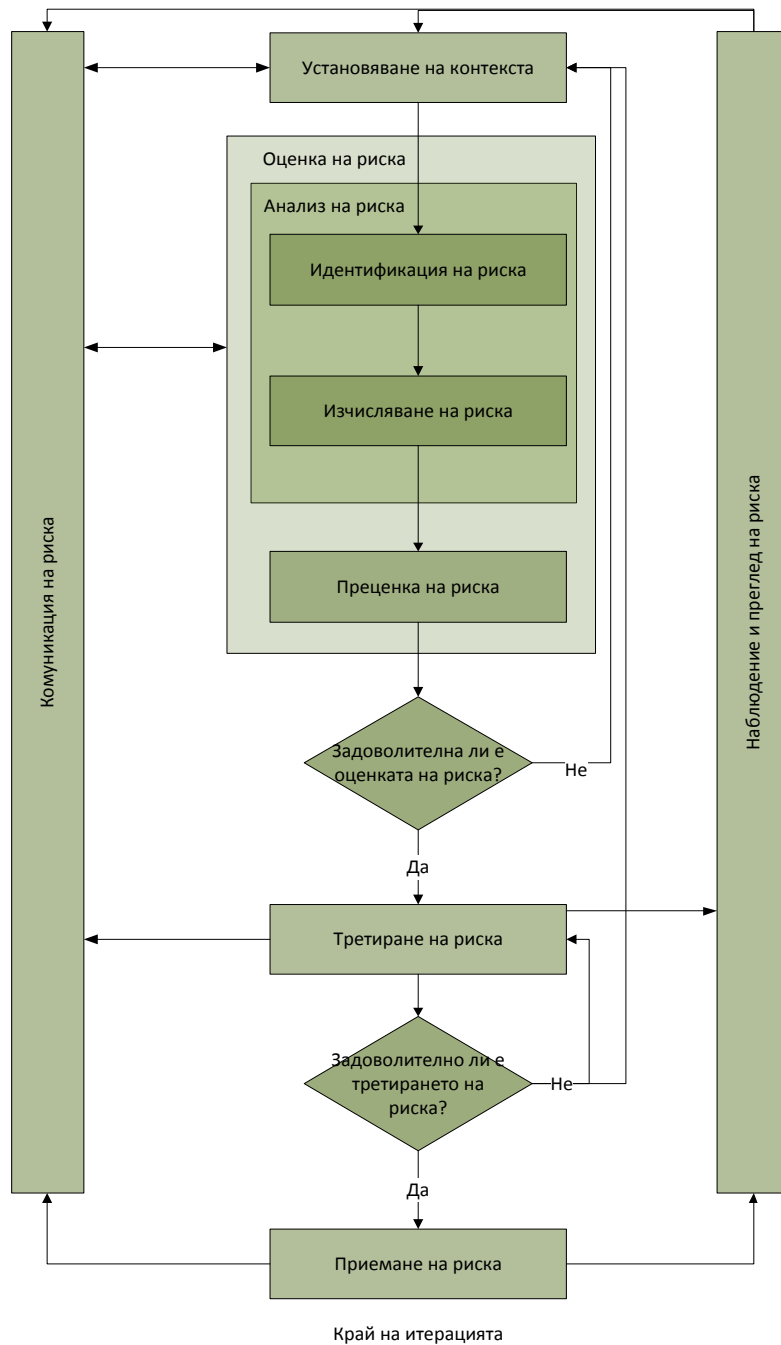 Установяване на контекста
Оценка на риска
Анализ на риска
Идентификация на риска
Изчисляване на риска
Преценка на риска
Комуникация на риска
Наблюдение и преглед на риска
Задоволителна ли е
оценката на риска?
Не
Да
Третиране на риска
Задоволително ли е
третирането на
риска?
Не
Да
Приемане на риска
Край на итерацията